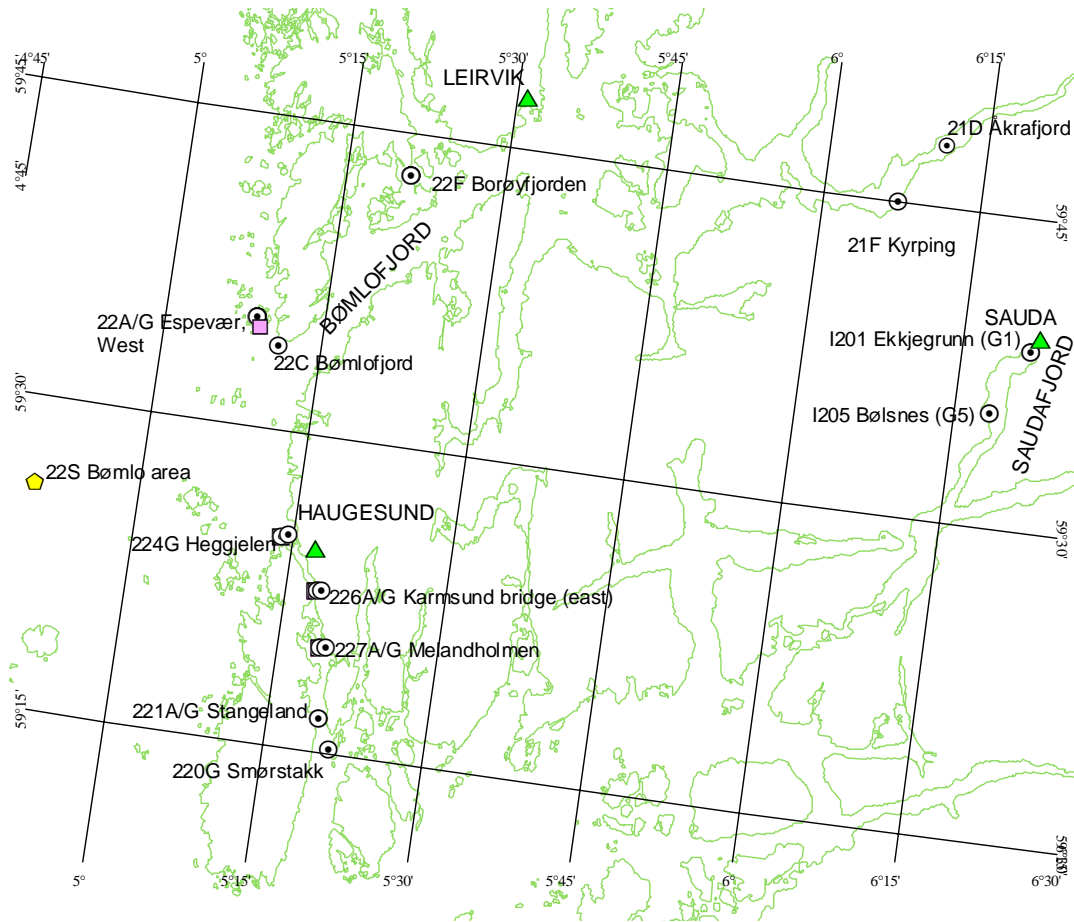 4°45'
5°
5°15'
5°30'
5°45'
6°
6°15'
59°45'
4°45'
LEIRVIK
21D Åkrafjord
22F Borøyfjorden
59°45'
21F Kyrping
BØMLOFJORD
22A/G Espevær,
West
22C Bømlofjord
SAUDA
I201 Ekkjegrunn (G1)
SAUDAFJORD
I205 Bølsnes (G5)
59°30'
22S Bømlo area
HAUGESUND
59°30'
224G Heggjelen
226A/G Karmsund bridge (east)
227A/G Melandholmen
59°15'
221A/G Stangeland
220G Smørstakk
5°
5°15'
5°30'
5°45'
6°
6°15'
6°30'